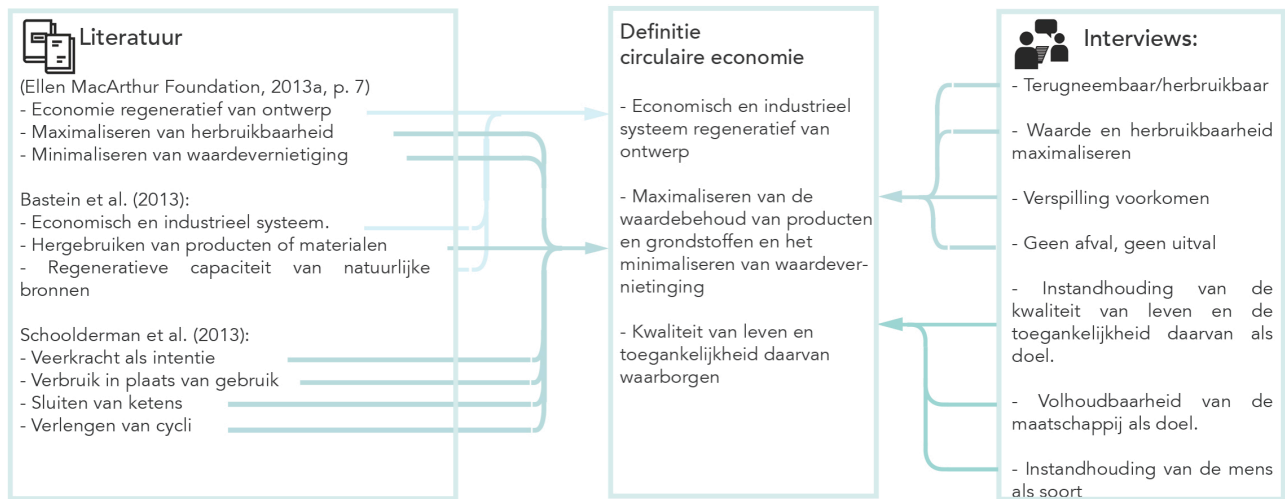 Literatuur
(Ellen MacArthur Foundation, 2013a, p. 7)
- Economie regeneratief van ontwerp
- Maximaliseren van herbruikbaarheid
- Minimaliseren van waardevernietiging
Bastein et al. (2013):
- Economisch en industrieel systeem.
- Hergebruiken van producten of materialen
- Regeneratieve capaciteit van natuurlijke
bronnen
Schoolderman et al. (2013):
- Veerkracht als intentie
- Verbruik in plaats van gebruik
- Sluiten van ketens
- Verlengen van cycli
Definitie
circulaire economie
- Economisch en industrieel
systeem regeneratief van
ontwerp
- Maximaliseren van de
waardebehoud van producten
en grondstoffen en het
minimaliseren van waardever-
nietinging
- Kwaliteit van leven en
toegankelijkheid daarvan
waarborgen
Interviews:
- Terugneembaar/herbruikbaar
- Waarde en herbruikbaarheid
maximaliseren
- Verspilling voorkomen
- Geen afval, geen uitval
- Instandhouding van de
kwaliteit van leven en de
toegankelijkheid daarvan als
doel.
- Volhoudbaarheid van de
maatschappij als doel.
- Instandhouding van de mens
als soort